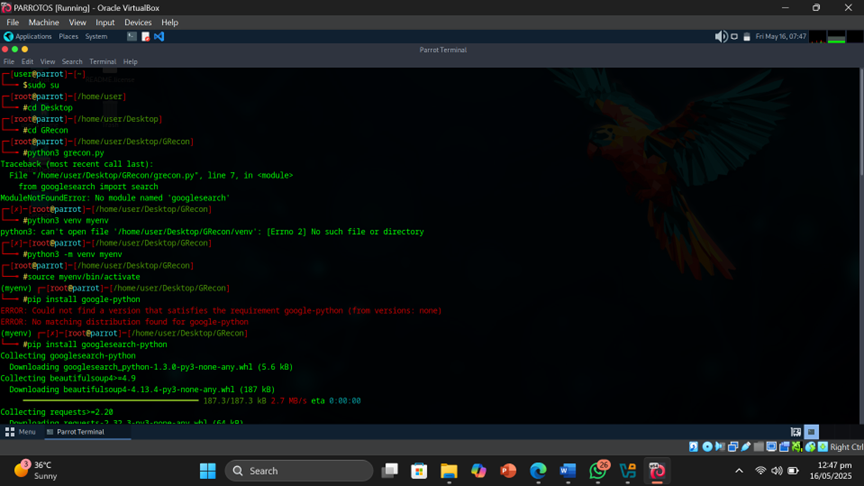 PARROTOS [Running] - Oracle VirtualBox
File Machine View Input Devices Help
Applications Places System
Fri May 16, 07:47
Parrot Terminal
File Edit View Search Terminal Help
┌─[user@parrot]─[~]
└──╼ $sudo su
┌─[root@parrot]─[/home/user]
└──╼ #cd Desktop
┌─[root@parrot]─[/home/user/Desktop]
└──╼ #cd GRecon
┌─[root@parrot]─[/home/user/Desktop/GRecon]
└──╼ #python3 grecon.py
Traceback (most recent call last):
File "/home/user/Desktop/GRecon/grecon.py", line 7, in <module>
from googlesearch import search
ModuleNotFoundError: No module named 'googlesearch'
┌─[✗]─[root@parrot]─[/home/user/Desktop/GRecon]
└──╼ #python3 venv myenv
python3: can't open file '/home/user/Desktop/GRecon/venv': [Errno 2] No such file or directory
┌─[✗]─[root@parrot]─[/home/user/Desktop/GRecon]
└──╼ #python3 -m venv myenv
┌─[root@parrot]─[/home/user/Desktop/GRecon]
└──╼ #source myenv/bin/activate
(myenv) ┌─[root@parrot]─[/home/user/Desktop/GRecon]
└──╼ #pip install google-python
ERROR: Could not find a version that satisfies the requirement google-python (from versions: none)
ERROR: No matching distribution found for google-python
(myenv) ┌─[✗]─[root@parrot]─[/home/user/Desktop/GRecon]
└──╼ #pip install googlesearch-python
Collecting googlesearch-python
Downloading googlesearch_python-1.3.0-py3-none-any.whl (5.6 kB)
Collecting beautifulsoup4>=4.9
Downloading beautifulsoup4-4.13.4-py3-none-any.whl (187 kB)
187.3/187.3 kB 2.7 MB/s eta 0:00:00
Collecting requests>=2.20
Downloading requests-2.32.3-py3-none-any.whl (64 kB)
Menu Parrot Terminal
Right Ctrl
3
36°C
Sunny
Search
26
12:47 pm
16/05/2025